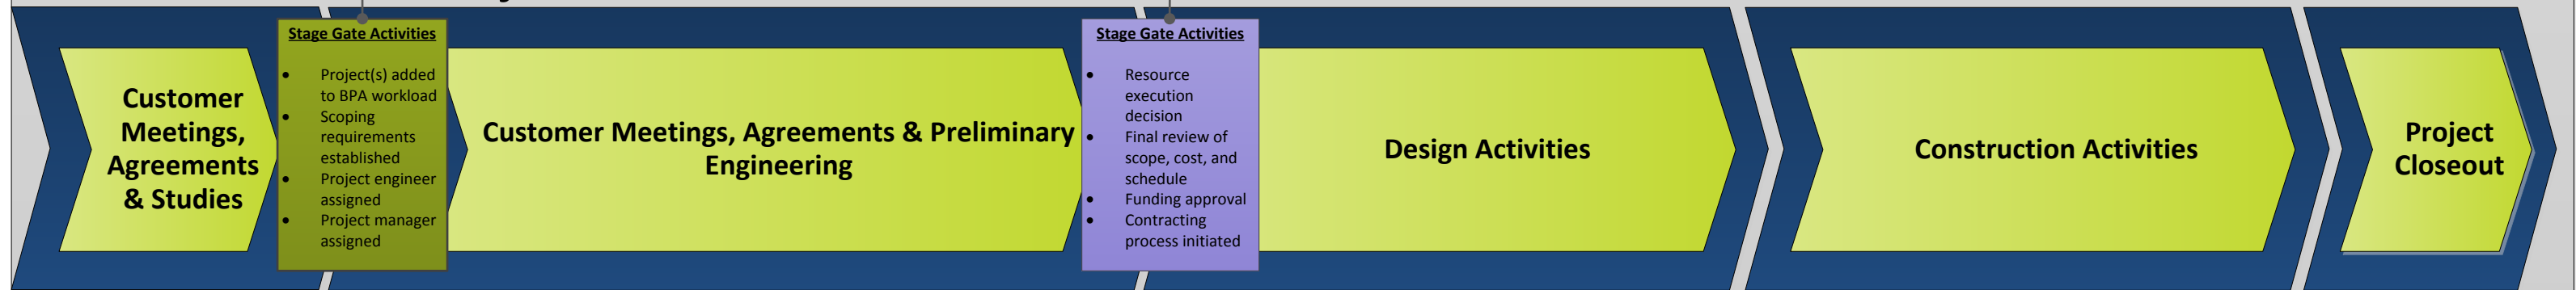 Customer
Meetings,
Agreements
& Studies
Stage Gate Activities
• Project(s) added
to BPA workload
• Scoping
requirements
established
• Project engineer
assigned
• Project manager
assigned
Customer Meetings, Agreements & Preliminary
Engineering
Stage Gate Activities
• Resource
execution
decision
• Final review of
scope, cost, and
schedule
• Funding approval
• Contracting
process initiated
Design Activities
Construction Activities
Project
Closeout